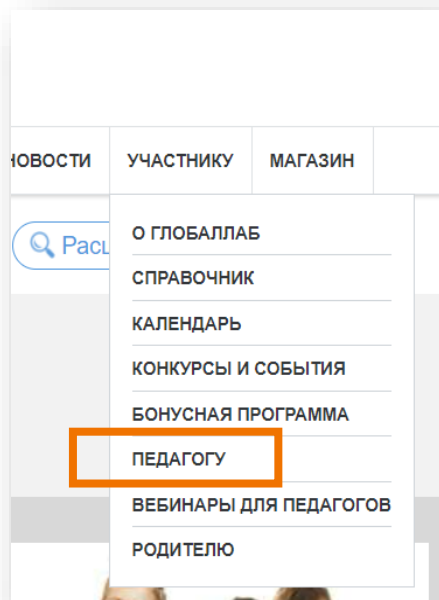 НОВОСТИ УЧАСТНИКУ МАГАЗИН
О ГЛОБАЛЛАБ
СПРАВОЧНИК
КАЛЕНДАРЬ
КОНКУРСЫ И СОБЫТИЯ
БОНУСНАЯ ПРОГРАММА
ПЕДАГОГУ
ВЕБИНАРЫ ДЛЯ ПЕДАГОГОВ
РОДИТЕЛЮ